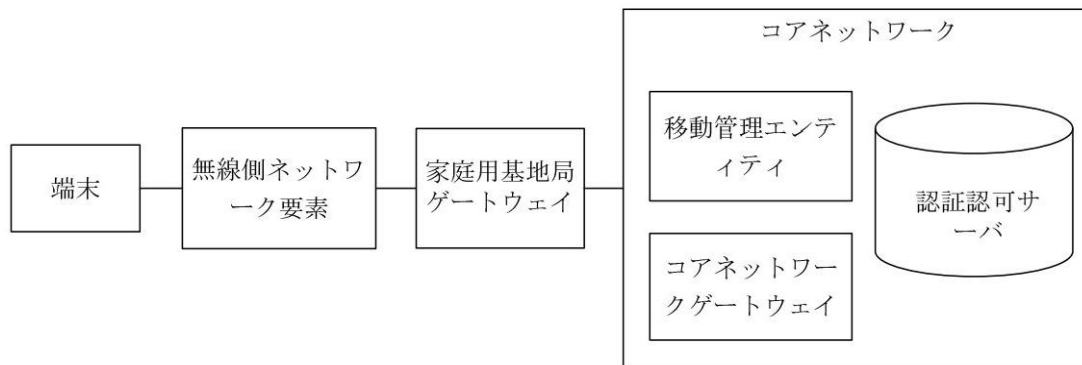 コアネットワーク
端末
無線側ネットワ
ーク要素
家庭用基地局
ゲートウェイ
移動管理エンテ
ィティ
認証認可サ
ーバ
コアネットワー
クゲートウェイ